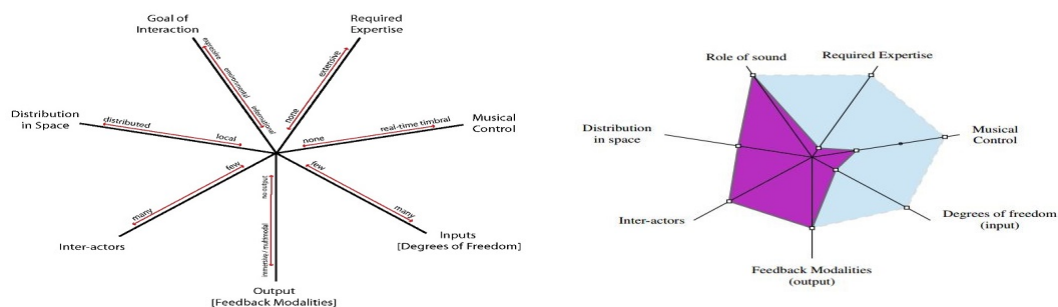 Goal of
Interaction
Required
Expertise
expressive
environmental
informational
extensive
none
Distribution
in Space
distributed
local
none
real-time timbral
Musical
Control
few
many
Inter-actors
few
many
Inputs
[Degrees of Freedom]
no output
immersive / multimodal
Output
[Feedback Modalities]
Role of sound
Required Expertise
Distribution
in space
Musical
Control
Inter-actors
Degrees of freedom
(input)
Feedback Modalities
(output)